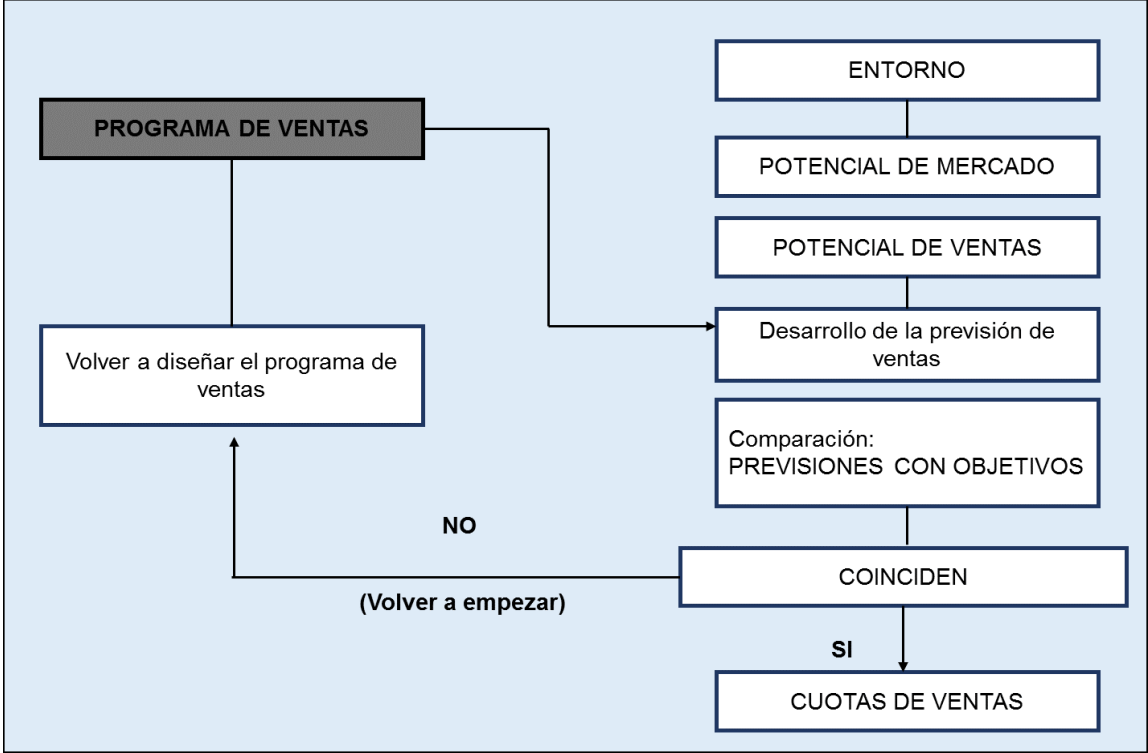 ENTORNO
PROGRAMA DE VENTAS
POTENCIAL DE MERCADO
POTENCIAL DE VENTAS
Desarrollo de la previsión de
ventas
Volver a diseñar el programa de
ventas
Comparación:
PREVISIONES CON OBJETIVOS
NO
COINCIDEN
(Volver a empezar)
SI
CUOTAS DE VENTAS